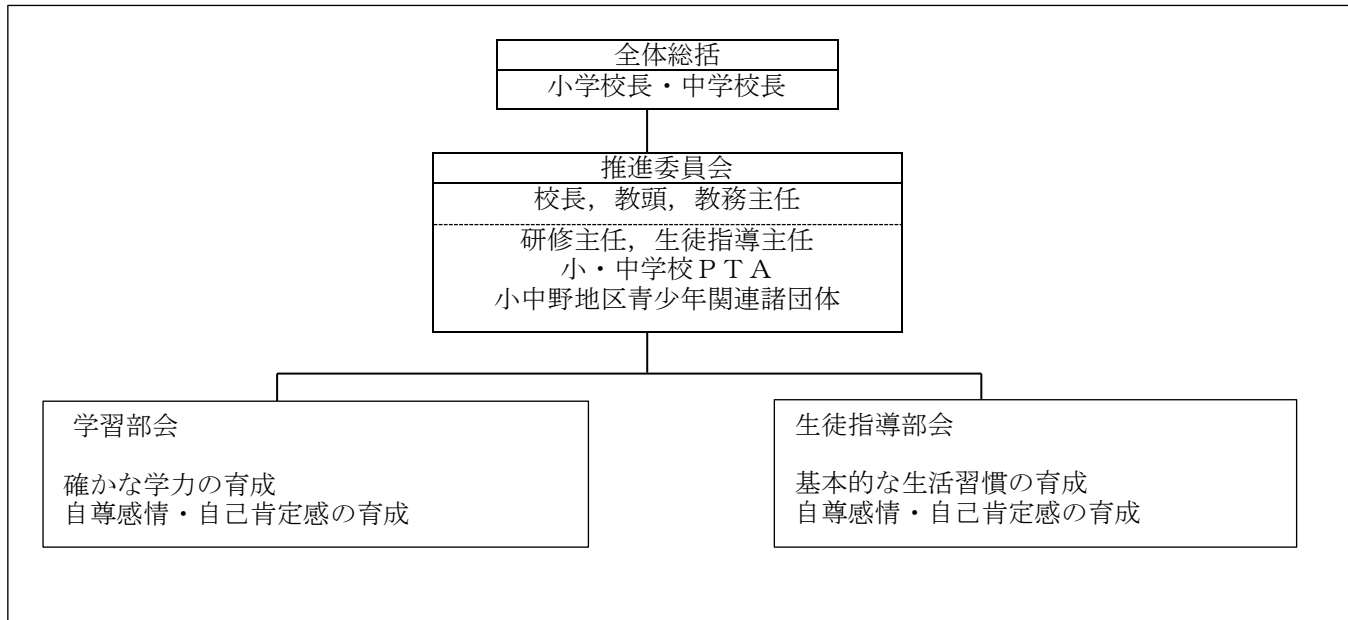 全体総括
小学校長・中学校長
推進委員会
校長，教頭，教務主任
研修主任，生徒指導主任
小・中学校ＰＴＡ
小中野地区青少年関連諸団体
学習部会
確かな学力の育成
自尊感情・自己肯定感の育成
生徒指導部会
基本的な生活習慣の育成
自尊感情・自己肯定感の育成